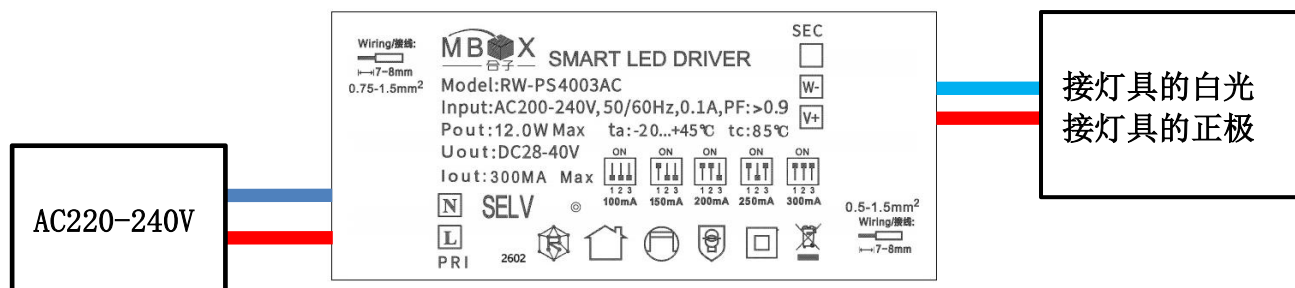 AC220-240V
Wiring/接线:
7-8mm
0.75-1.5mm²
MBOX
合子
SMART LED DRIVER
Model:RW-PS4003AC
Input:AC200-240V,50/60Hz,0.1A,PF:>0.9
Pout:12.0W Max ta:-20...+45℃ tc:85℃
Uout:DC28-40V
Iout:300MA Max
ON ON ON ON ON
1 2 3 1 2 3 1 2 3 1 2 3 1 2 3
100mA 150mA 200mA 250mA 300mA
N
SELV
L
PRI
2602
R
SEC
W-
V+
0.5-1.5mm²
Wiring/接线:
7-8mm
接灯具的白光
接灯具的正极